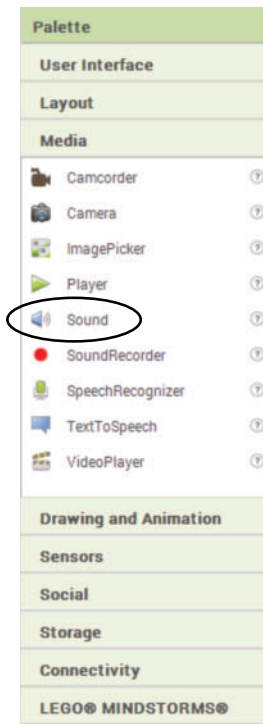 Palette
User Interface
Layout
Media
Camcorder
Camera
ImagePicker
Player
Sound
SoundRecorder
SpeechRecognizer
TextToSpeech
VideoPlayer
Drawing and Animation
Sensors
Social
Storage
Connectivity
LEGO® MINDSTORMS®